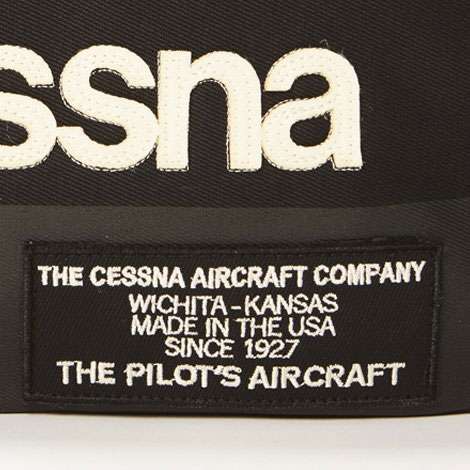 ssna
THE CESSNA AIRCRAFT COMPANY
WICHITA-KANSAS
MADE IN THE USA
SINCE 1927
THE PILOT'S AIRCRAFT